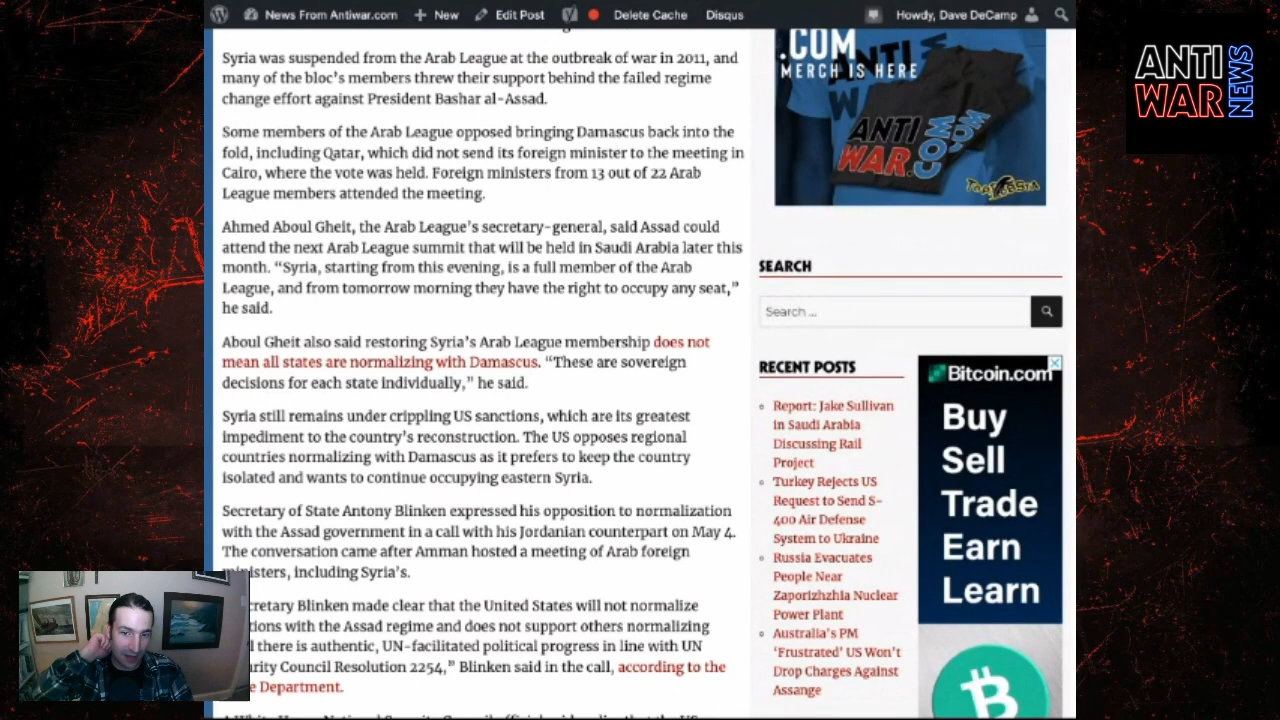 News From Antiwar.com
New
Edit Post
Delete Cache
Disqus
Howdy, Dave DeCamp
Syria was suspended from the Arab League at the outbreak of war in 2011, and
many of the bloc's members threw their support behind the failed regime
change effort against President Bashar al-Assad.
Some members of the Arab League opposed bringing Damascus back into the
fold, including Qatar, which did not send its foreign minister to the meeting in
Cairo, where the vote was held. Foreign ministers from 13 out of 22 Arab
League members attended the meeting.
Ahmed Aboul Gheit, the Arab League's secretary-general, said Assad could
attend the next Arab League summit that will be held in Saudi Arabia later this
month. “Syria, starting from this evening, is a full member of the Arab
League, and from tomorrow morning they have the right to occupy any seat,”
he said.
Aboul Gheit also said restoring Syria's Arab League membership does not
mean all states are normalizing with Damascus. “These are sovereign
decisions for each state individually,” he said.
Syria still remains under crippling US sanctions, which are its greatest
impediment to the country's reconstruction. The US opposes regional
countries normalizing with Damascus as it prefers to keep the country
isolated and wants to continue occupying eastern Syria.
Secretary of State Antony Blinken expressed his opposition to normalization
with the Assad government in a call with his Jordanian counterpart on May 4.
The conversation came after Amman hosted a meeting of Arab foreign
nisters, including Syria's.
cretary Blinken made clear that the United States will not normalize
tions with the Assad regime and does not support others normalizing
l there is authentic, UN-facilitated political progress in line with UN
urity Council Resolution 2254,” Blinken said in the call, according to the
e Department.
.COM
MERCH IS HERE
ANTI
W
ANTI
WAR
.COM
SEARCH
Search …
RECENT POSTS
Report: Jake Sullivan
in Saudi Arabia
Discussing Rail
Project
Turkey Rejects US
Request to Send S-
400 Air Defense
System to Ukraine
Russia Evacuates
People Near
Zaporizhzhia Nuclear
Power Plant
Australia's PM
'Frustrated' US Won't
Drop Charges Against
Assange
Bitcoin.com
Buy
Sell
Trade
Earn
Learn
ANTI
WAR
NEWS